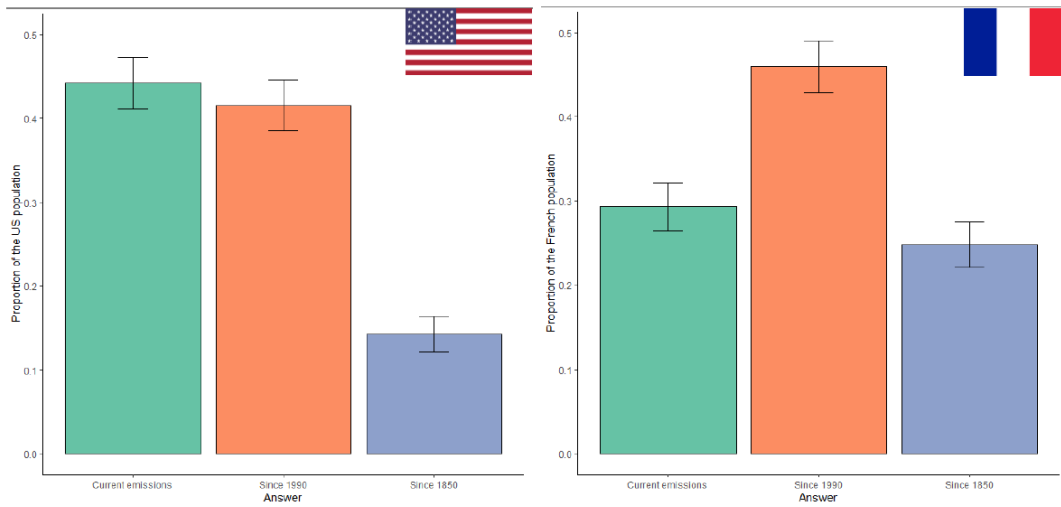 0.5
0.4
0.3
0.2
0.1
0.0
Proportion of the US population
Current emissions
Since 1990
Since 1850
Answer
0.5
0.4
0.3
0.2
0.1
0.0
Proportion of the French population
Current emissions
Since 1990
Since 1850
Answer